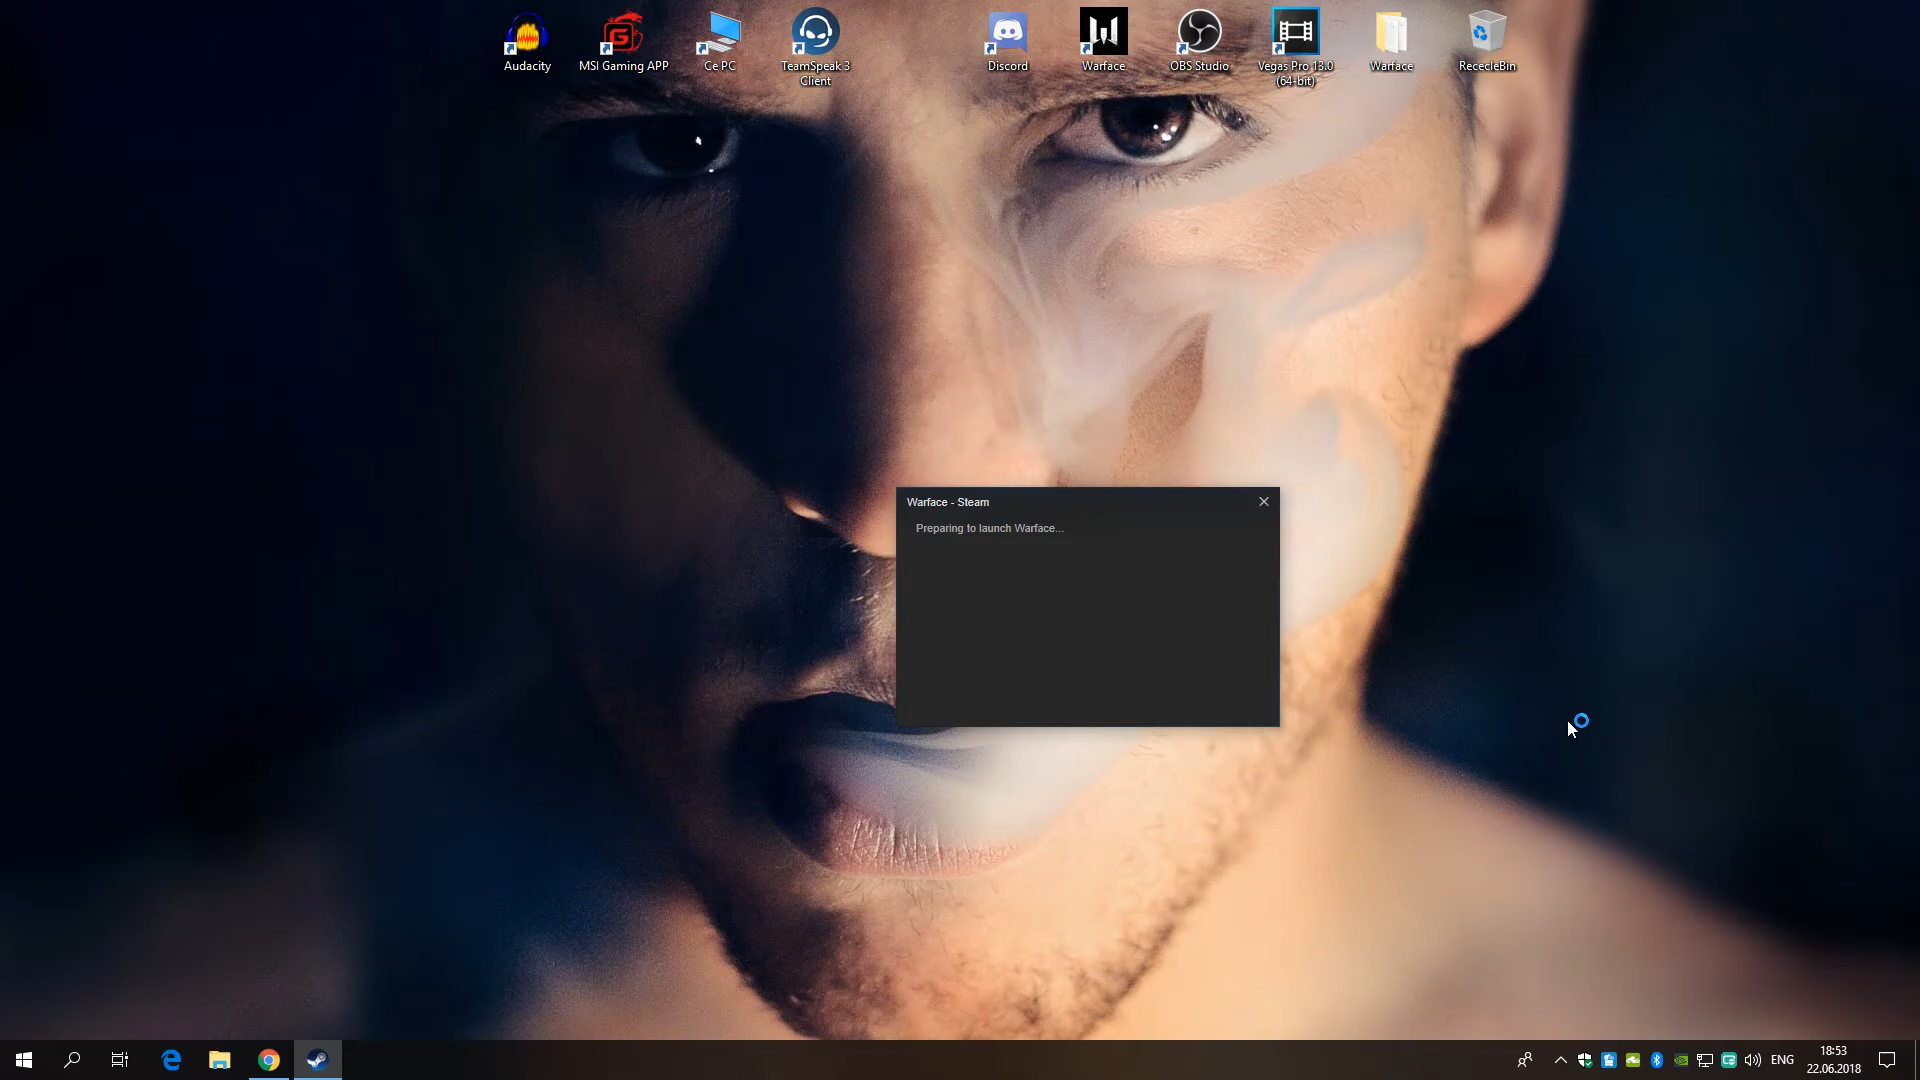 Audacity
MSI Gaming APP
Ce PC
TeamSpeak 3
Client
Discord
Warface
OBS Studio
Vegas Pro 13.0
(64-bit)
Warface
RececleBin
Warface - Steam
Preparing to launch Warface...
ENG
18:53
22.06.2018